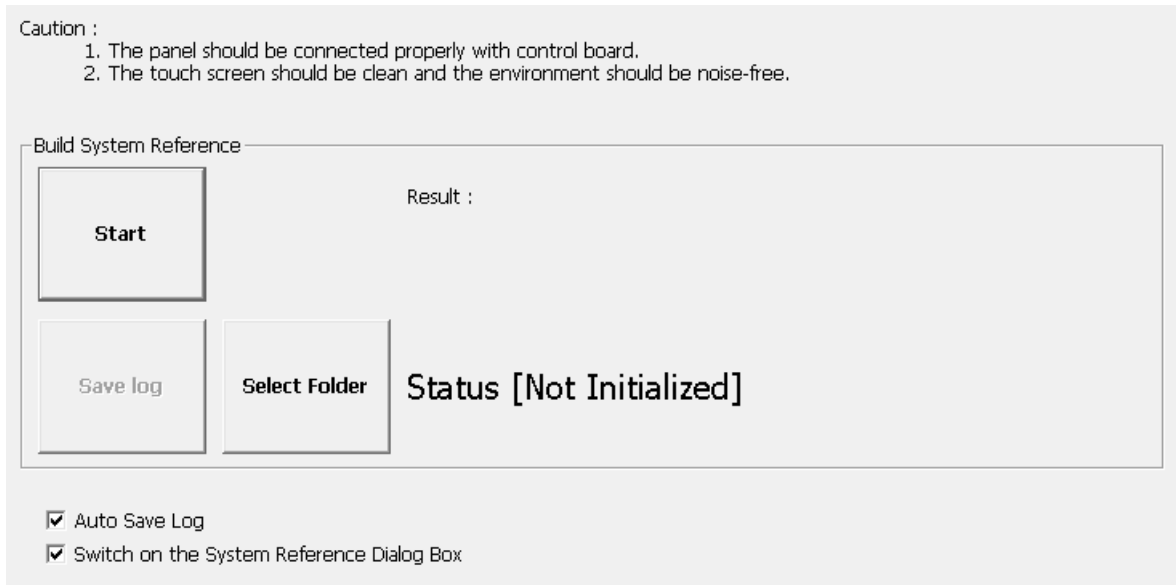 Caution :
1. The panel should be connected properly with control board.
2. The touch screen should be clean and the environment should be noise-free.
Build System Reference
Start
Result :
Save log
Select Folder
Status [Not Initialized]
Auto Save Log
Switch on the System Reference Dialog Box